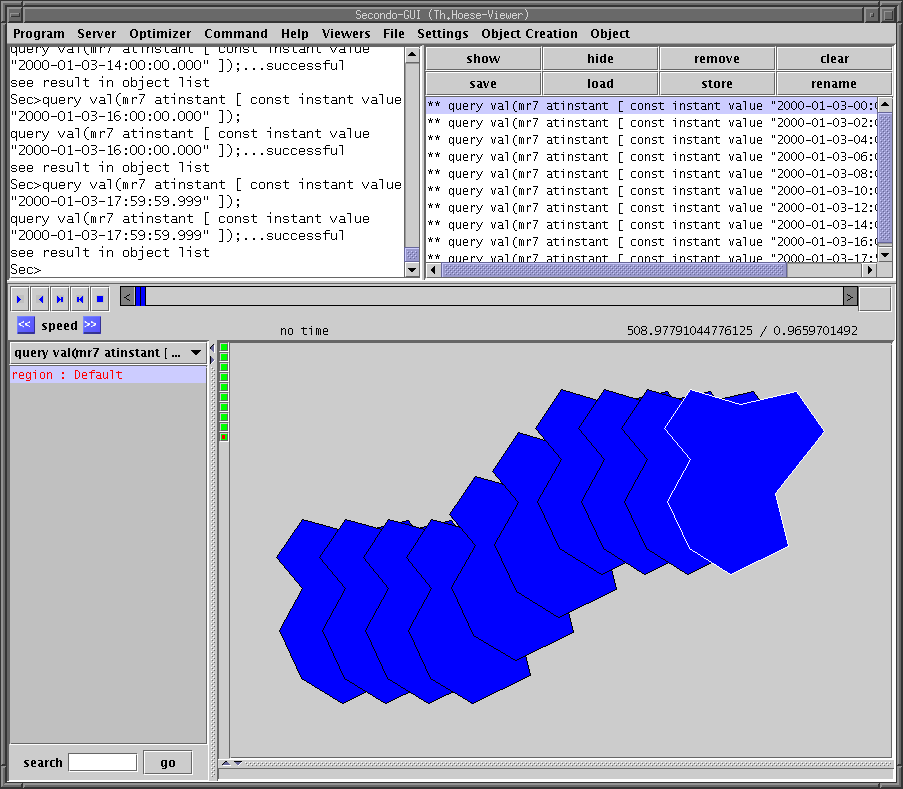 Secondo-GUI (Th.Hoese-Viewer)
Program Server Optimizer Command Help Viewers File Settings Object Creation Object
query val(mr7 atinstant [ const instant value
"2000-01-03-14:00:00.000" ]);...successful
see result in object list
Sec>query val(mr7 atinstant [ const instant value
"2000-01-03-16:00:00.000" ]);
query val(mr7 atinstant [ const instant value
"2000-01-03-16:00:00.000" ]);...successful
see result in object list
Sec>query val(mr7 atinstant [ const instant value
"2000-01-03-17:59:59.999" ]);
query val(mr7 atinstant [ const instant value
"2000-01-03-17:59:59.999" ]);...successful
see result in object list
Sec>
show hide remove clear
save load store rename
** query val(mr7 atinstant [ const instant value "2000-01-03-00:
** query val(mr7 atinstant [ const instant value "2000-01-03-02:
** query val(mr7 atinstant [ const instant value "2000-01-03-04:
** query val(mr7 atinstant [ const instant value "2000-01-03-06:
** query val(mr7 atinstant [ const instant value "2000-01-03-08:
** query val(mr7 atinstant [ const instant value "2000-01-03-10:
** query val(mr7 atinstant [ const instant value "2000-01-03-12:
** query val(mr7 atinstant [ const instant value "2000-01-03-14:
** query val(mr7 atinstant [ const instant value "2000-01-03-16:
** query val(mr7 atinstant [ const instant value "2000-01-03-17:
<< speed >>
no time
508.97791044776125 / 0.9659701492
query val(mr7 atinstant [ ...
region : Default
search go